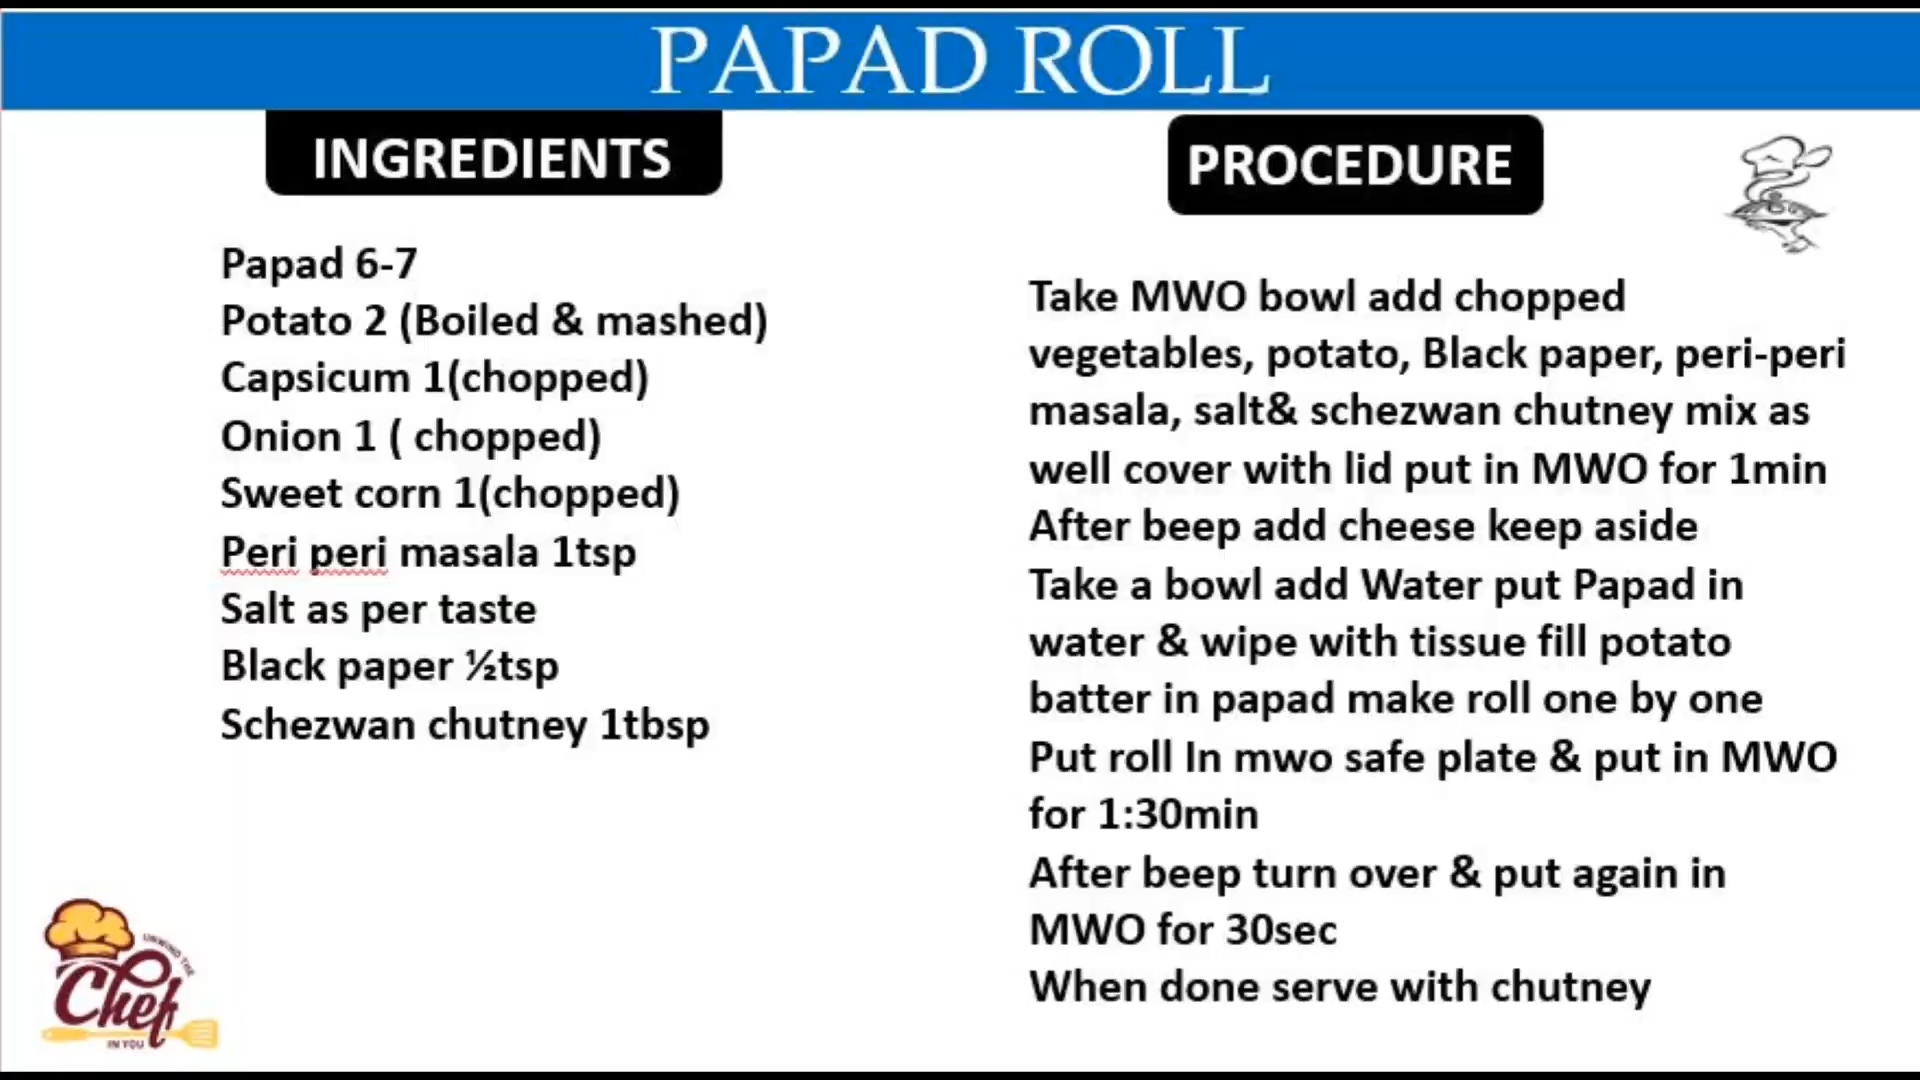 PAPAD ROLL
INGREDIENTS
Papad 6-7
Potato 2 (Boiled & mashed)
Capsicum 1(chopped)
Onion 1 ( chopped)
Sweet corn 1(chopped)
Peri peri masala 1tsp
Salt as per taste
Black paper ½tsp
Schezwan chutney 1tbsp
PROCEDURE
Take MWO bowl add chopped
vegetables, potato, Black paper, peri-peri
masala, salt& schezwan chutney mix as
well cover with lid put in MWO for 1min
After beep add cheese keep aside
Take a bowl add Water put Papad in
water & wipe with tissue fill potato
batter in papad make roll one by one
Put roll In mwo safe plate & put in MWO
for 1:30min
After beep turn over & put again in
MWO for 30sec
When done serve with chutney
UNWIND THE
Chef
IN YOU